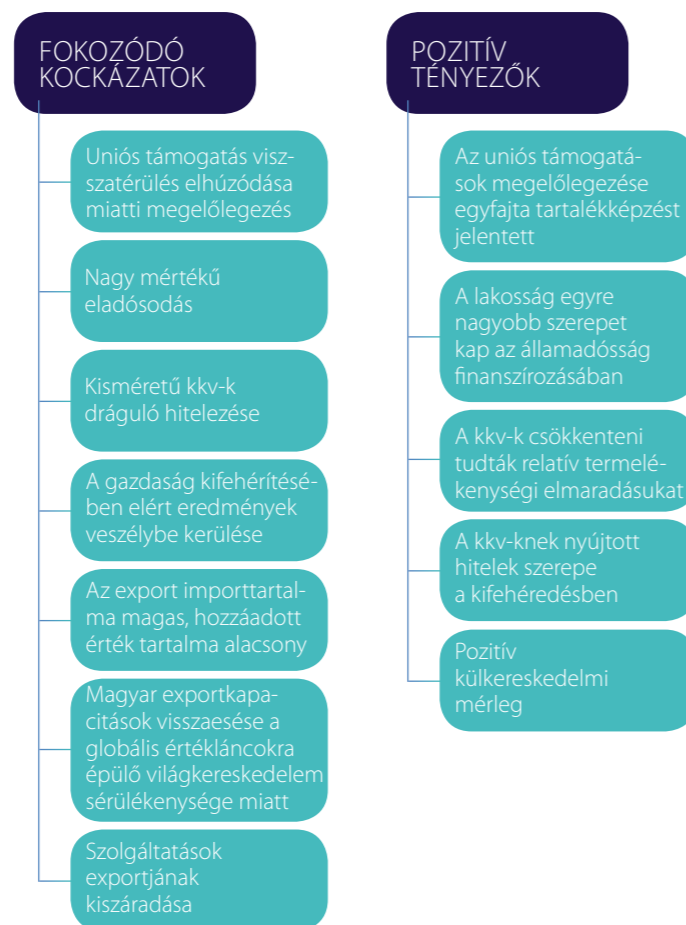 FOKOZÓDÓ
KOCKÁZATOK
Uniós támogatás visz-
szatérülés elhúzódása
miatti megelőlegezés
Nagy mértékű
eladósodás
Kisméretű kkv-k
dráguló hitelezése
A gazdaság kifehérítésé-
ben elért eredmények
veszélybe kerülése
Az export importtartal-
ma magas, hozzáadott
érték tartalma alacsony
Magyar exportkapa-
citások visszaesése a
globális értékláncokra
épülő világkereskedelem
sérülékenysége miatt
Szolgáltatások
exportjának
kiszáradása
POZITÍV
TÉNYEZŐK
Az uniós támogatá-
sok megelőlegezése
egyfajta tartalékképzést
jelentett
A lakosság egyre
nagyobb szerepet
kap az államadósság
finanszírozásában
A kkv-k csökkenteni
tudták relatív termelé-
kenységi elmaradásukat
A kkv-knek nyújtott
hitelek szerepe
a kifehéredésben
Pozitív
külkereskedelmi
mérleg